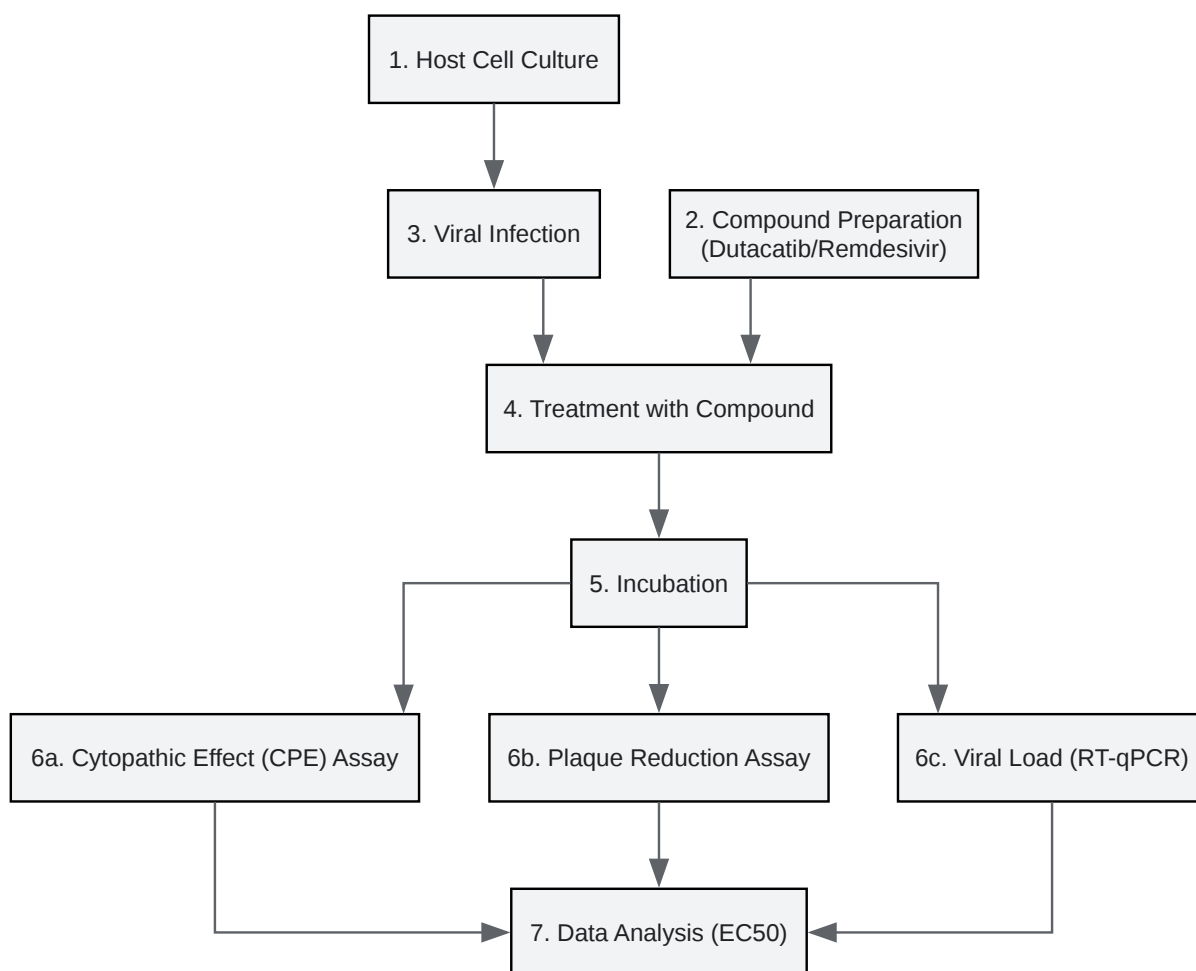 1. Host Cell Culture
3. Viral Infection
2. Compound Preparation
(Dutacatib/Remdesivir)
4. Treatment with Compound
5. Incubation
6a. Cytopathic Effect (CPE) Assay
6b. Plaque Reduction Assay
6c. Viral Load (RT-qPCR)
7. Data Analysis (EC50)